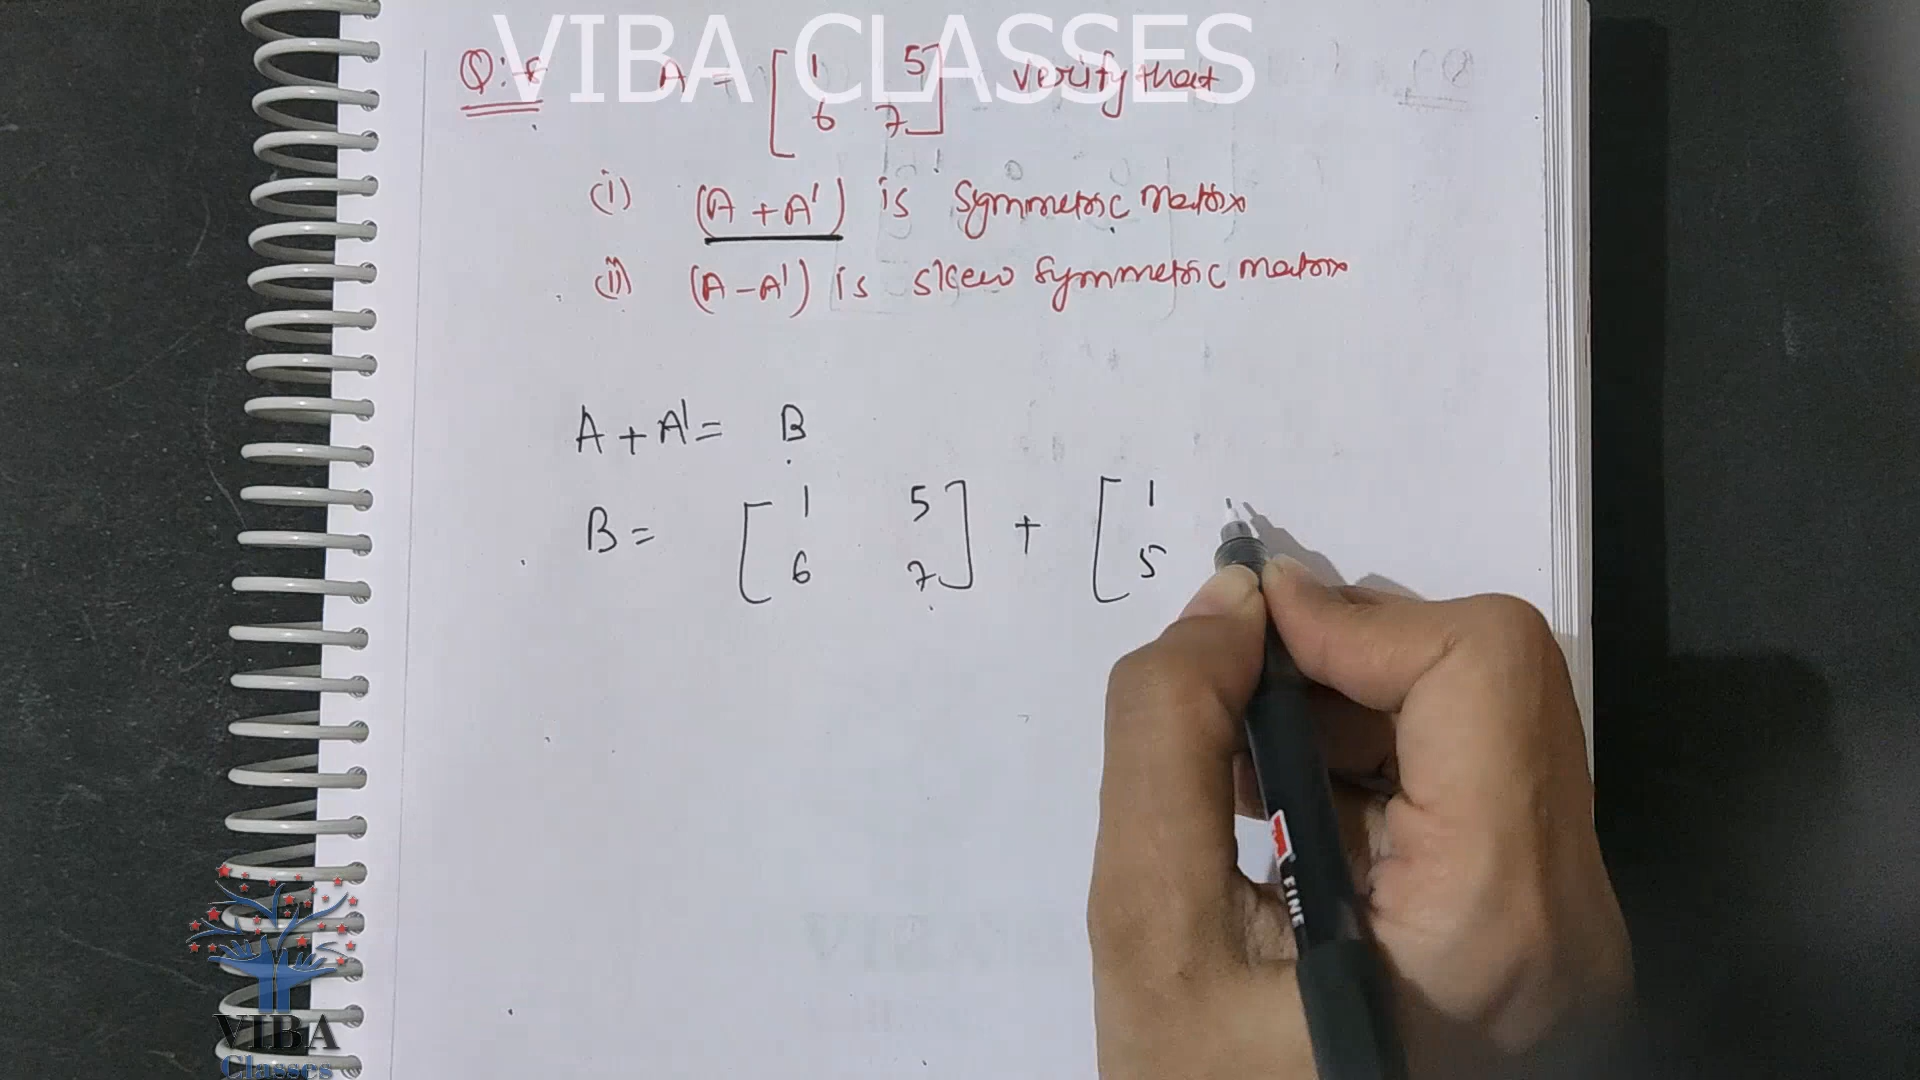 VIBA CLASSES
Q:-6 A = [1 5] verify that
6 7
(i) (A + A') is Symmetric Matrix
(ii) (A - A') is skew Symmetric matrix
A + A' = B
B = [1 5] + [1
6 7 5
FINE
VIBA
Classes